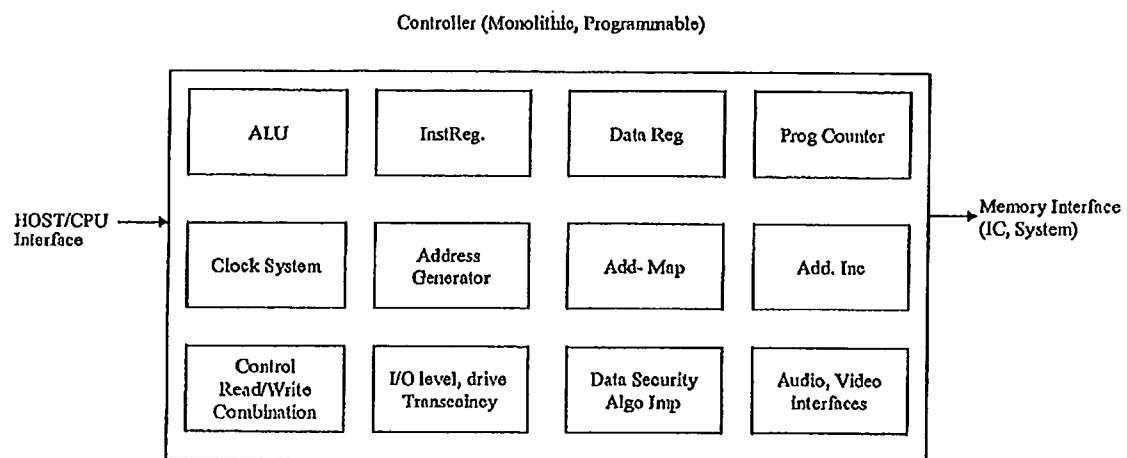 Controller (Monolithic, Programmable)
ALU
InstReg.
Data Reg
Prog Counter
HOST/CPU
Interface
Memory Interface
(IC, System)
Clock System
Address
Generator
Add- Map
Add. Inc
Control
Read/Write
Combination
I/O level, drive
Transceincy
Data Security
Algo Imp
Audio, Video
interfaces